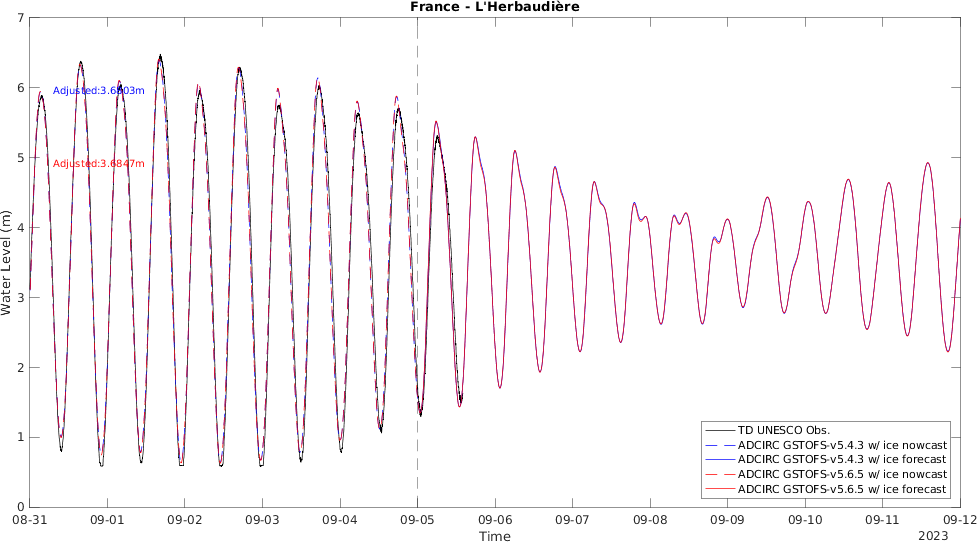 France - L'Herbaudière
7
6
5
4
3
2
1
0
Water Level (m)
Adjusted:3.6803m
Adjusted:3.6847m
TD UNESCO Obs.
ADCIRC GSTOFS-v5.4.3 w/ ice nowcast
ADCIRC GSTOFS-v5.4.3 w/ ice forecast
ADCIRC GSTOFS-v5.6.5 w/ ice nowcast
ADCIRC GSTOFS-v5.6.5 w/ ice forecast
08-31 09-01 09-02 09-03 09-04 09-05 09-06 09-07 09-08 09-09 09-10 09-11 09-12
Time
2023